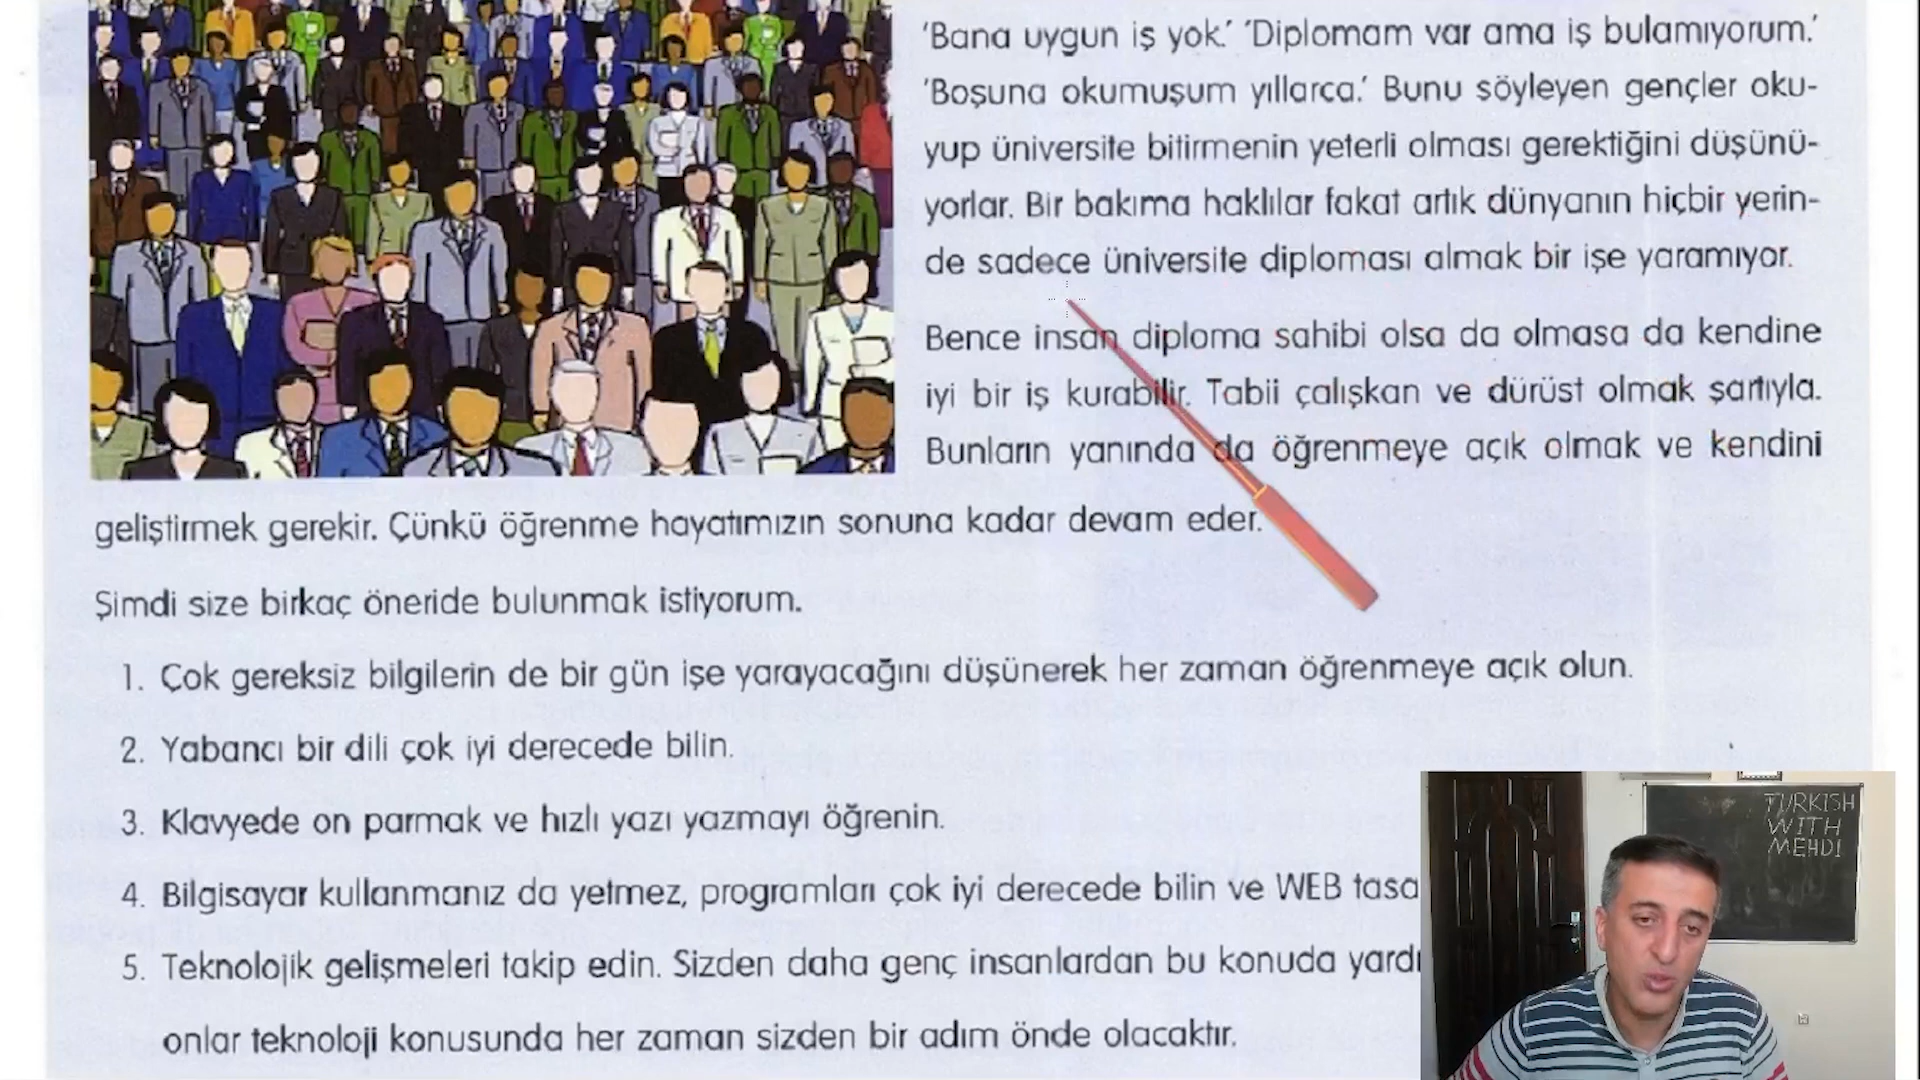 'Bana uygun iş yok.' 'Diplomam var ama iş bulamıyorum.'
'Boşuna okumuşum yıllarca.' Bunu söyleyen gençler oku-
yup üniversite bitirmenin yeterli olması gerektiğini düşünü-
yorlar. Bir bakıma haklılar fakat artık dünyanın hiçbir yerin-
de sadece üniversite diploması almak bir işe yaramıyor.
Bence insan diploma sahibi olsa da olmasa da kendine
iyi bir iş kurabilir. Tabii çalışkan ve dürüst olmak şartıyla.
Bunların yanında da öğrenmeye açık olmak ve kendini
geliştirmek gerekir. Çünkü öğrenme hayatımızın sonuna kadar devam eder.
Şimdi size birkaç öneride bulunmak istiyorum.
1. Çok gereksiz bilgilerin de bir gün işe yarayacağını düşünerek her zaman öğrenmeye açık olun.
2. Yabancı bir dili çok iyi derecede bilin.
3. Klavyede on parmak ve hızlı yazı yazmayı öğrenin.
4. Bilgisayar kullanmanız da yetmez, programları çok iyi derecede bilin ve WEB tasa
5. Teknolojik gelişmeleri takip edin. Sizden daha genç insanlardan bu konuda yardı
onlar teknoloji konusunda her zaman sizden bir adım önde olacaktır.
TURKISH
WITH
MEHDI